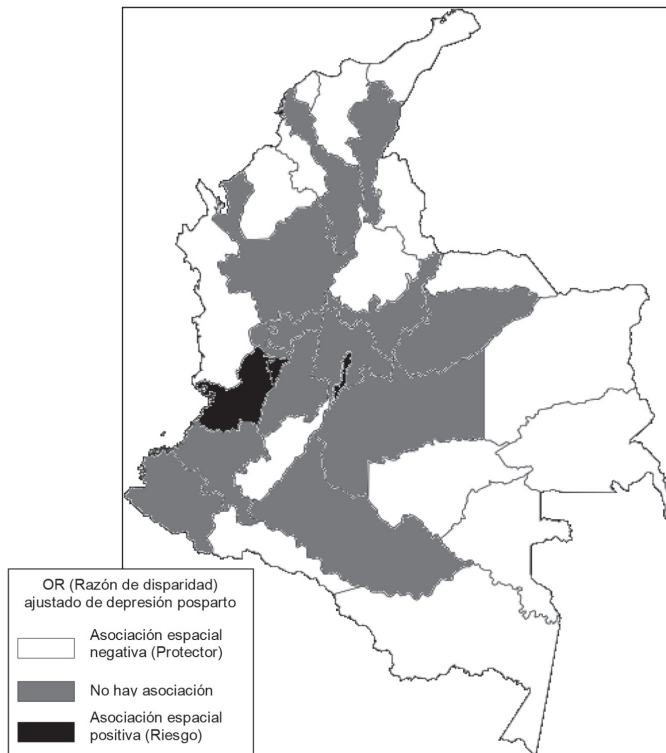 OR (Razón de disparidad)
ajustado de depresión posparto
Asociación espacial
negativa (Protector)
No hay asociación
Asociación espacial
positiva (Riesgo)